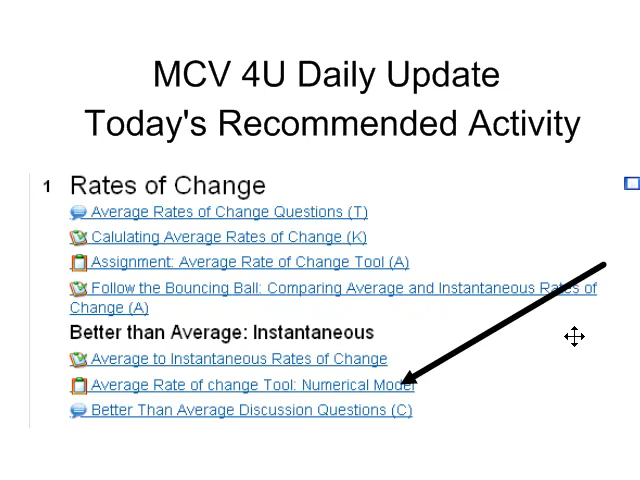 MCV 4U Daily Update
Today's Recommended Activity
1 Rates of Change
Average Rates of Change Questions (T)
Calulating Average Rates of Change (K)
Assignment: Average Rate of Change Tool (A)
Follow the Bouncing Ball: Comparing Average and Instantaneous Rates of
Change (A)
Better than Average: Instantaneous
Average to Instantaneous Rates of Change
Average Rate of change Tool: Numerical Model
Better Than Average Discussion Questions (C)